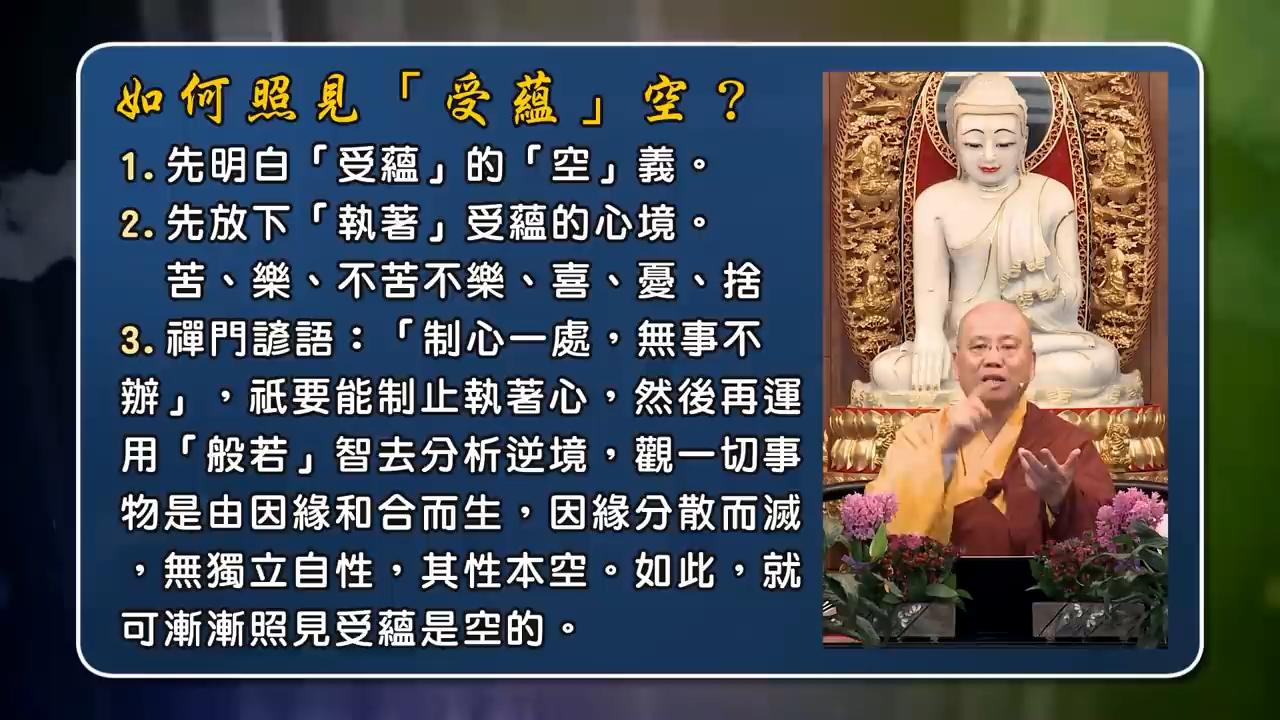 如何照見「受蘊」空？
1. 先明白「受蘊」的「空」義。
2. 先放下「執著」受蘊的心境。
苦、樂、不苦不樂、喜、憂、捨
3. 禪門諺語：「制心一處，無事不
辦」，祇要能制止執著心，然後再運
用「般若」智去分析逆境，觀一切事
物是由因緣和合而生，因緣分散而滅
，無獨立自性，其性本空。如此，就
可漸漸照見受蘊是空的。